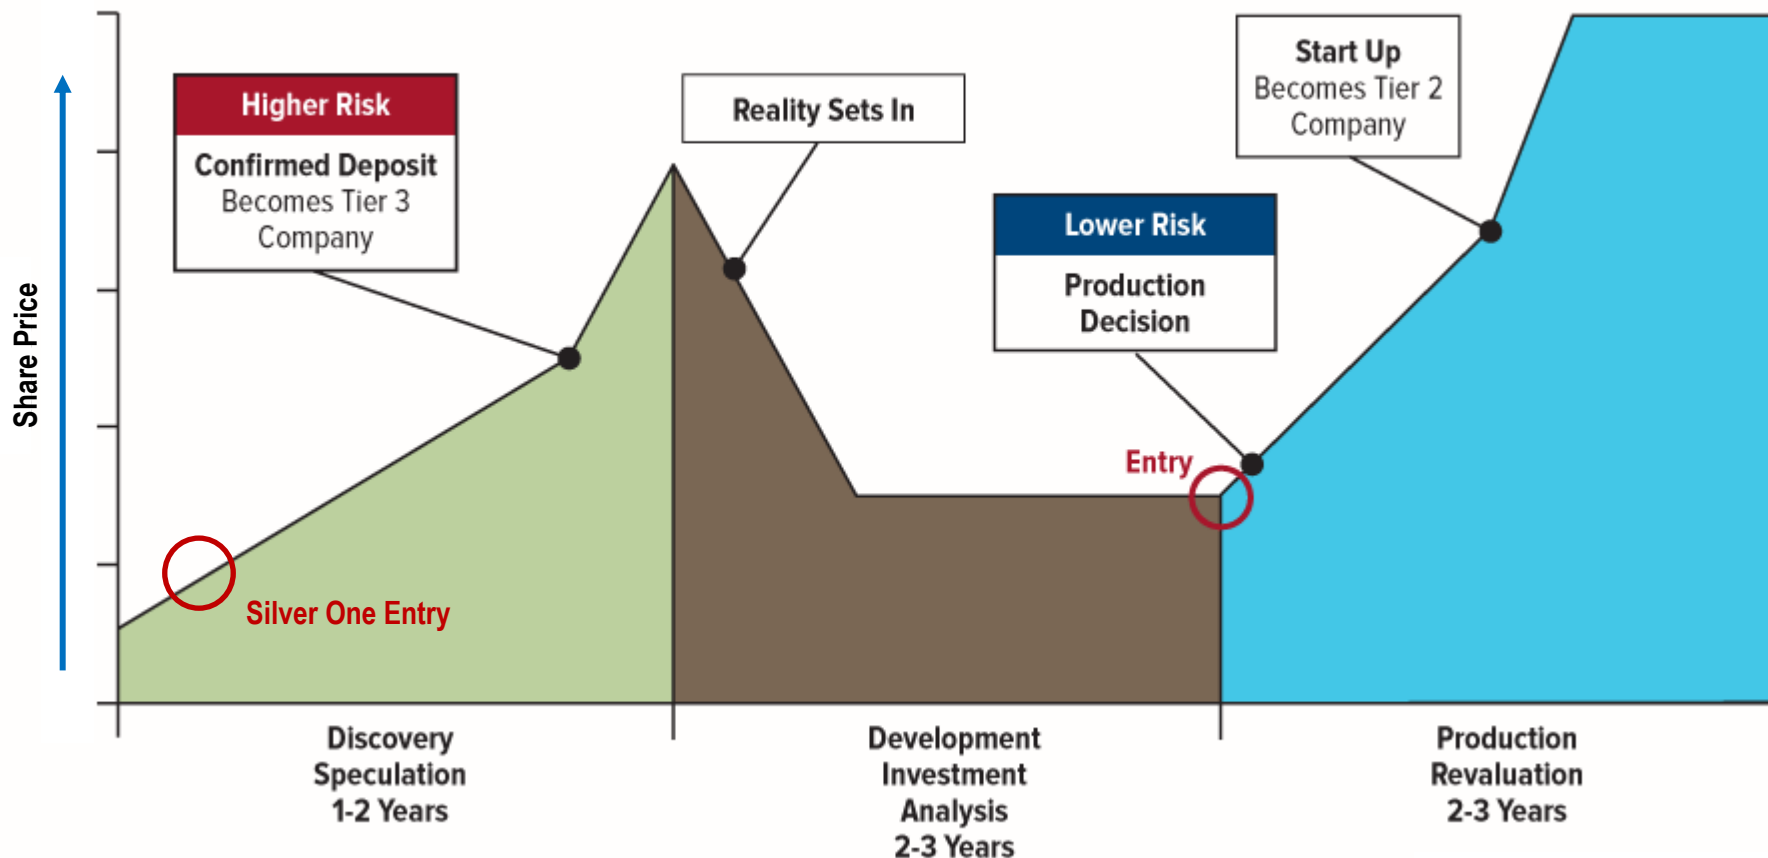 Share Price
Higher Risk
Confirmed Deposit
Becomes Tier 3
Company
Reality Sets In
Start Up
Becomes Tier 2
Company
Lower Risk
Production
Decision
Entry
Silver One Entry
Discovery
Speculation
1-2 Years
Development
Investment
Analysis
2-3 Years
Production
Revaluation
2-3 Years